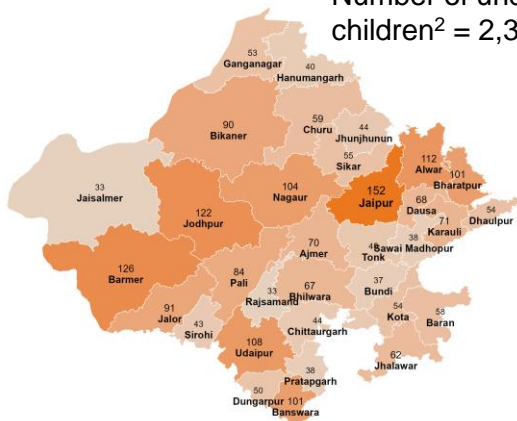 Number of und
children² = 2,3
53
Ganganagar
40
Hanumangarh
90
Bikaner
59
Churu
44
Jhunjhunun
55
Sikar
112
Alwar
101
Bharatpur
33
Jaisalmer
122
Jodhpur
104
Nagaur
152
Jaipur
68
Dausa
71
Karauli
54
Dhaulpur
126
Barmer
84
Pali
70
Ajmer
Tonk
38
Sawai Madhopur
91
Jalor
43
Sirohi
33
Rajsamand
67
Bhilwara
37
Bundi
54
Kota
58
Baran
44
Chittaurgarh
108
Udaipur
38
Pratapgarh
62
Jhalawar
50
Dungarpur
101
Banswara